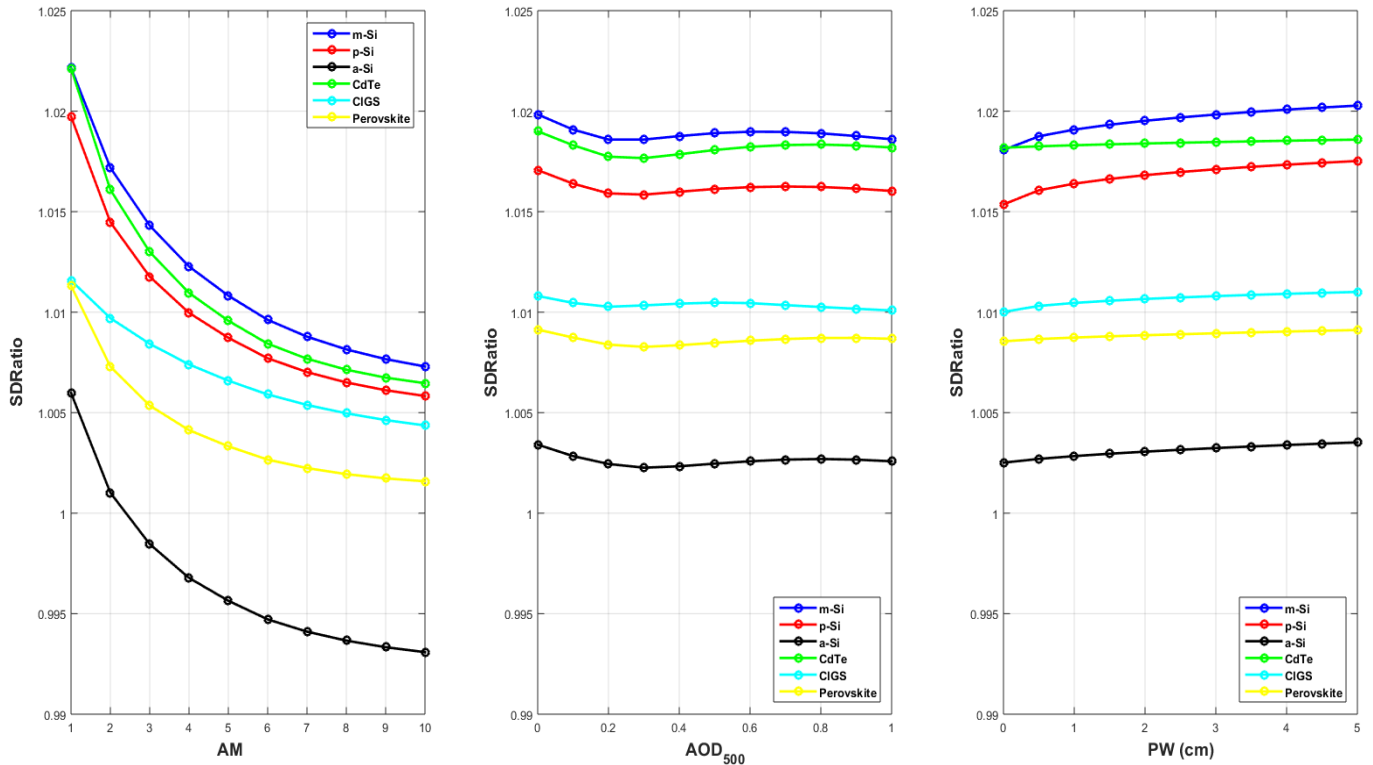 1.025
1.02
1.015
1.01
1.005
1
0.995
0.99
SDRatio
1 2 3 4 5 6 7 8 9 10
AM
m-Si
p-Si
a-Si
CdTe
CIGS
Perovskite
1.025
1.02
1.015
1.01
1.005
1
0.995
0.99
SDRatio
0 0.2 0.4 0.6 0.8 1
AOD500
m-Si
p-Si
a-Si
CdTe
CIGS
Perovskite
1.025
1.02
1.015
1.01
1.005
1
0.995
0.99
SDRatio
0 1 2 3 4 5
PW (cm)
m-Si
p-Si
a-Si
CdTe
CIGS
Perovskite